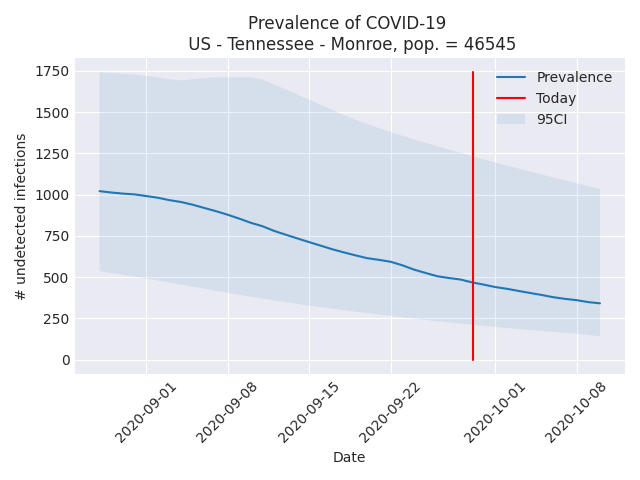 Prevalence of COVID-19
US - Tennessee - Monroe, pop. = 46545
Prevalence
Today
95CI
# undetected infections
1750
1500
1250
1000
750
500
250
0
2020-09-01
2020-09-08
2020-09-15
2020-09-22
2020-10-01
2020-10-08
Date